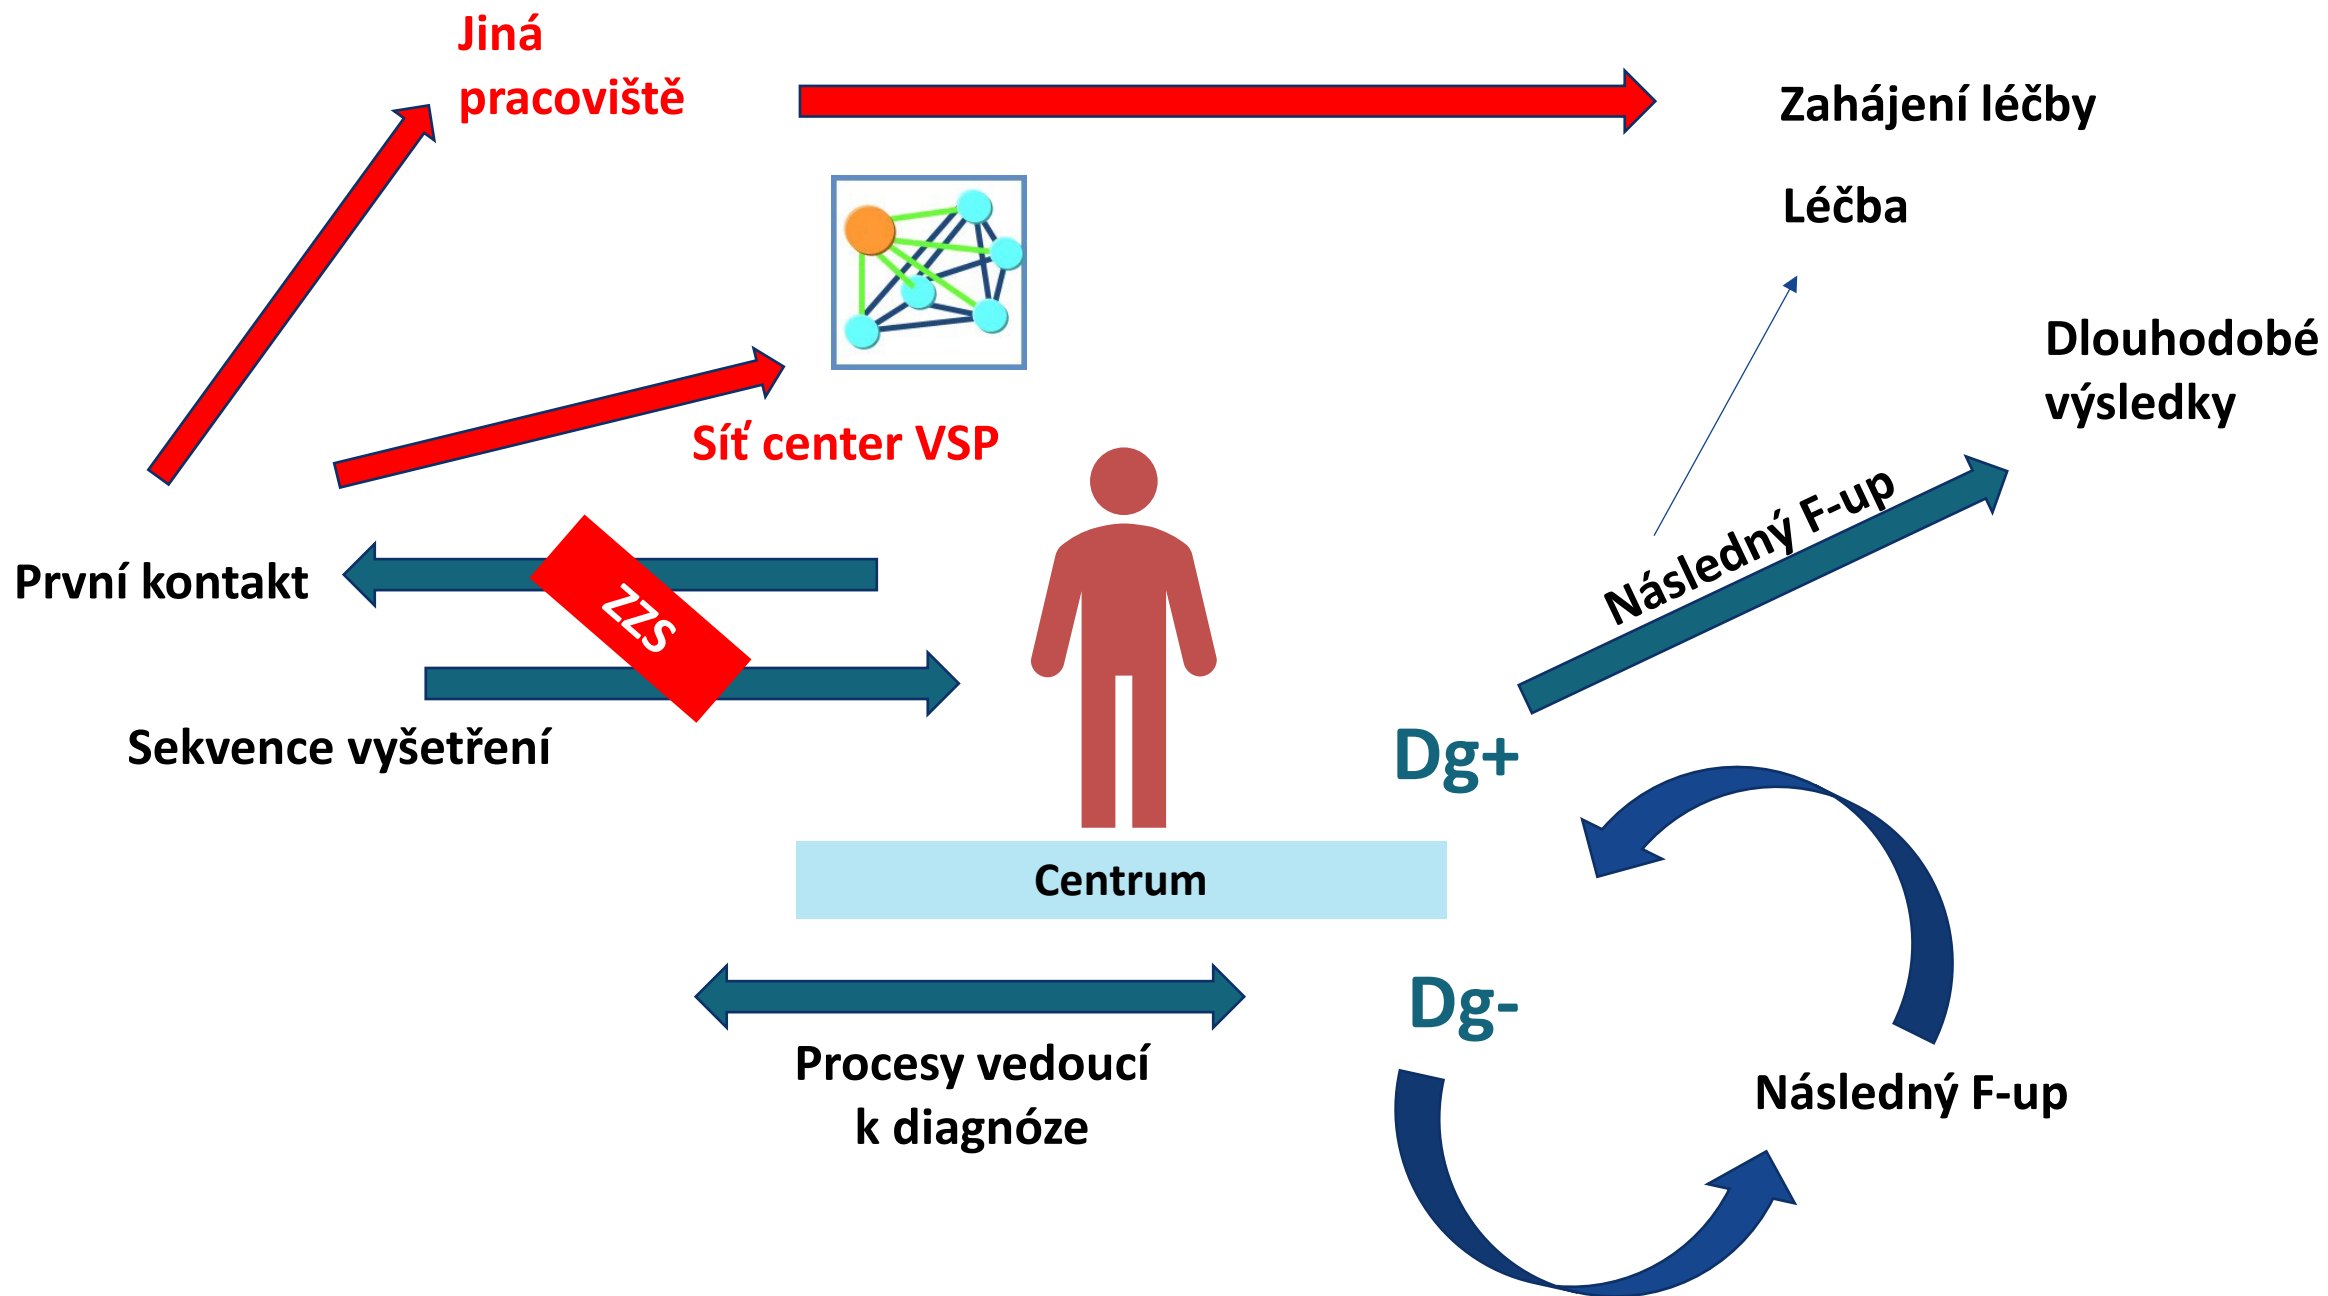 Jiná
pracoviště
Zahájení léčby
Léčba
Dlouhodobé
výsledky
Síť center VSP
Následný F-up
První kontakt
ZZS
Sekvence vyšetření
Dg+
Centrum
Dg-
Procesy vedoucí
k diagnóze
Následný F-up